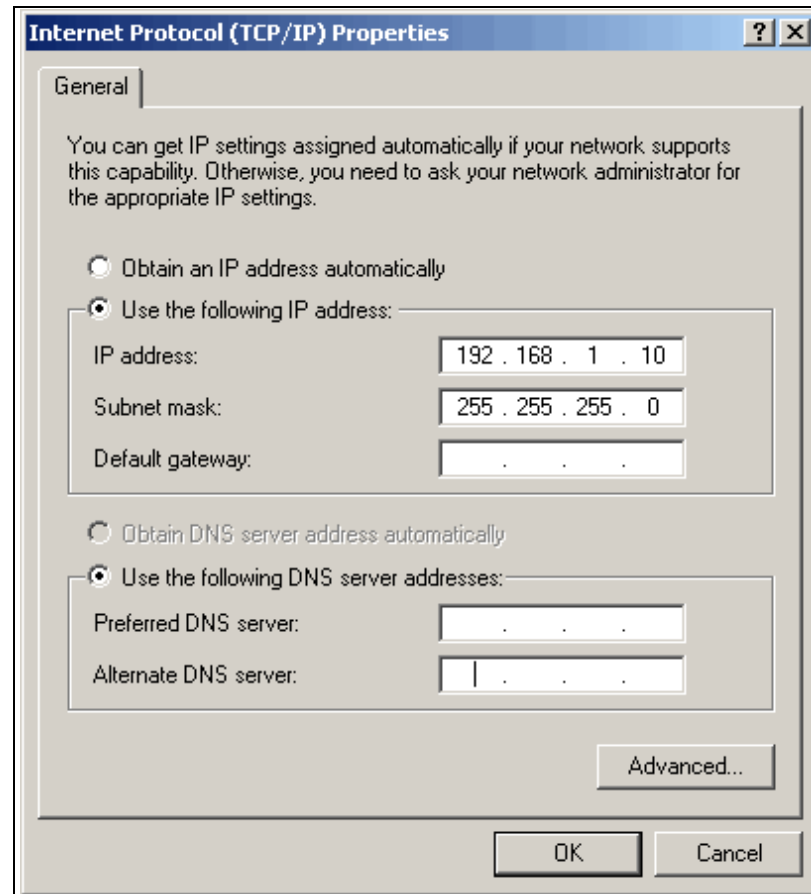 Internet Protocol (TCP/IP) Properties
General
You can get IP settings assigned automatically if your network supports
this capability. Otherwise, you need to ask your network administrator for
the appropriate IP settings.
Obtain an IP address automatically
Use the following IP address:
IP address: 192 . 168 . 1 . 10
Subnet mask: 255 . 255 . 255 . 0
Default gateway: . . .
Obtain DNS server address automatically
Use the following DNS server addresses:
Preferred DNS server: . . .
Alternate DNS server: . . .
Advanced...
OK Cancel